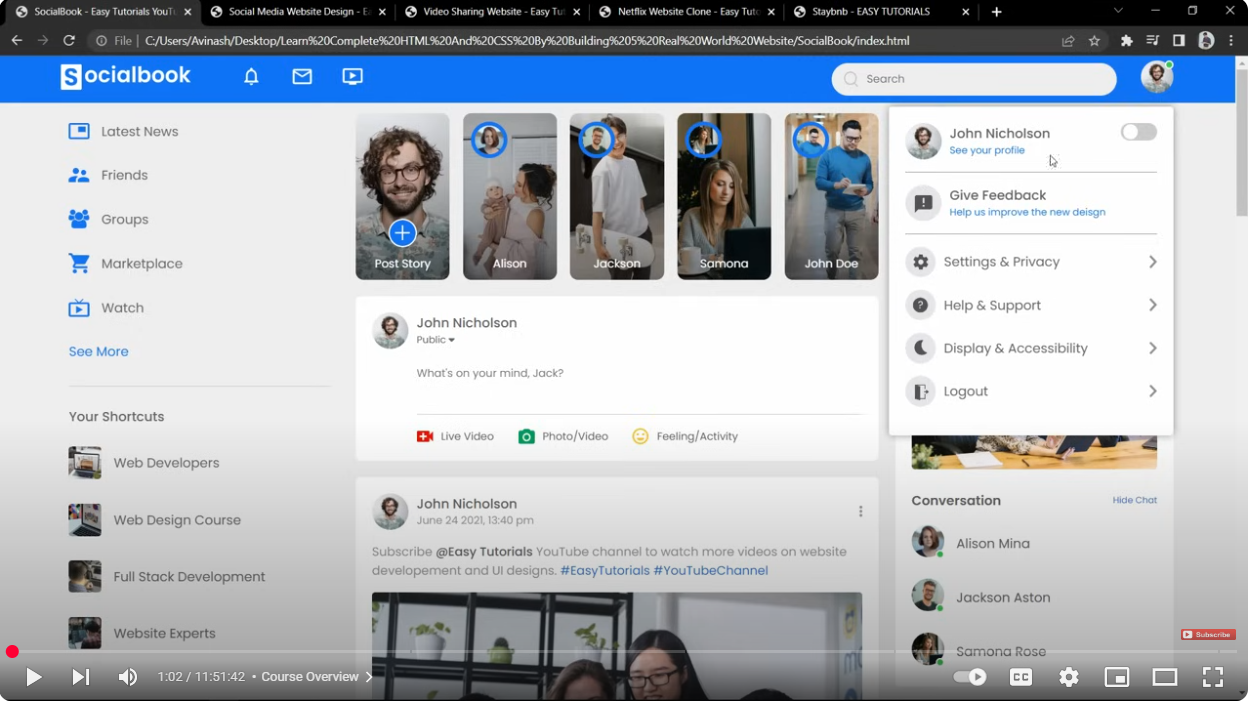 SocialBook - Easy Tutorials YouTu
Social Media Website Design - Ea
Video Sharing Website - Easy Tut
Netflix Website Clone - Easy Tuto
Staybnb - EASY TUTORIALS
File
C:/Users/Avinash/Desktop/Learn%20Complete%20HTML%20And%20CSS%20By%20Building%205%20Real%20World%20Website/SocialBook/index.html
Socialbook
Search
Latest News
Friends
Groups
Marketplace
Watch
See More
Your Shortcuts
Web Developers
Web Design Course
Full Stack Development
Website Experts
Post Story
Alison
Jackson
Samona
John Doe
John Nicholson
Public
What's on your mind, Jack?
Live Video
Photo/Video
Feeling/Activity
John Nicholson
June 24 2021, 13:40 pm
Subscribe @Easy Tutorials YouTube channel to watch more videos on website
developement and UI designs. #EasyTutorials #YouTubeChannel
John Nicholson
See your profile
Give Feedback
Help us improve the new deisgn
Settings & Privacy
Help & Support
Display & Accessibility
Logout
Conversation
Hide Chat
Alison Mina
Jackson Aston
Samona Rose
Subscribe
1:02 / 11:51:42 • Course Overview
CC